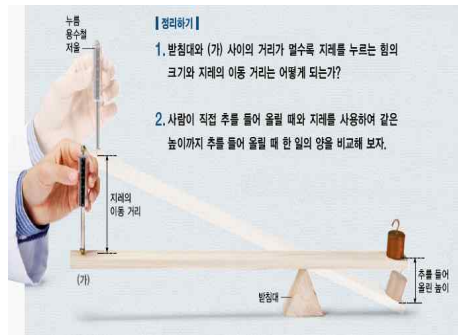 누름
용수철
저울
정리하기
1. 받침대와 (가) 사이의 거리가 멀수록 지레를 누르는 힘의
크기와 지레의 이동 거리는 어떻게 되는가?
2. 사람이 직접 추를 들어 올릴 때와 지레를 사용하여 같은
높이까지 추를 들어 올릴 때 한 일의 양을 비교해 보자.
지레의
이동 거리
(가)
받침대
추를 들어
올린 높이